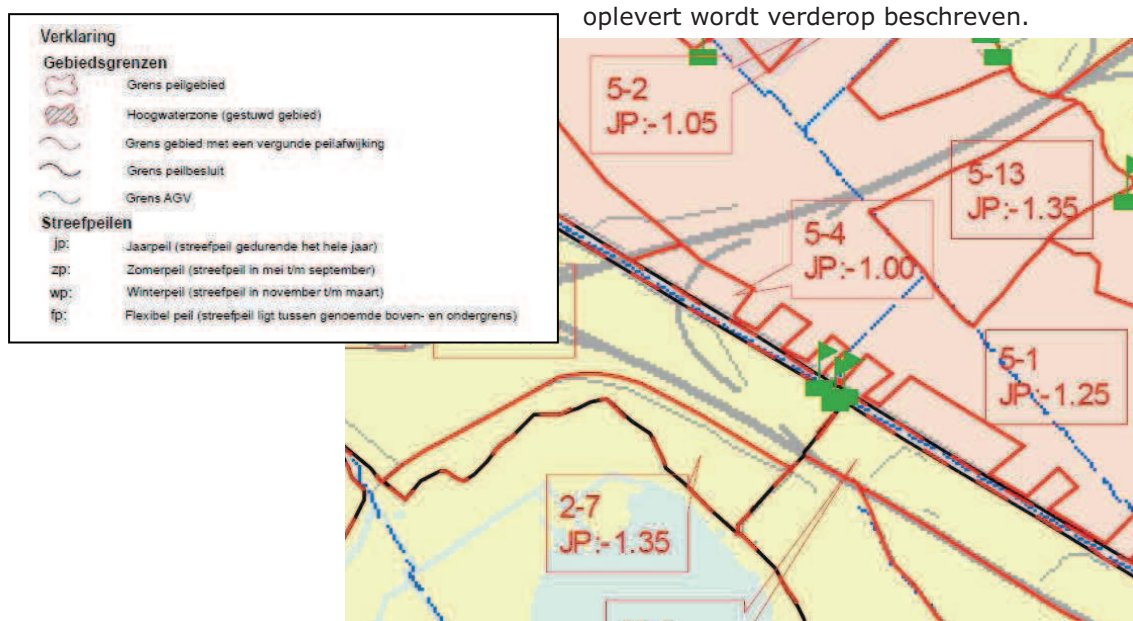 oplevert wordt verderop beschreven.
Verklaring
Gebiedsgrenzen
Grens peilgebied
Hoogwaterzone (gestuwd gebied)
Grens gebied met een vergunde peilafwijking
Grens peilbesluit
Grens AGV
Streefpeilen
jp: Jaarpeil (streefpeil gedurende het hele jaar)
zp: Zomerpeil (streefpeil in mei t/m september)
wp: Winterpeil (streefpeil in november t/m maart)
fp: Flexibel peil (streefpeil ligt tussen genoemde boven- en ondergrens)
5-2
JP:-1.05
5-13
JP:-1.35
5-4
JP:-1.00
5-1
JP:-1.25
2-7
JP:-1.35